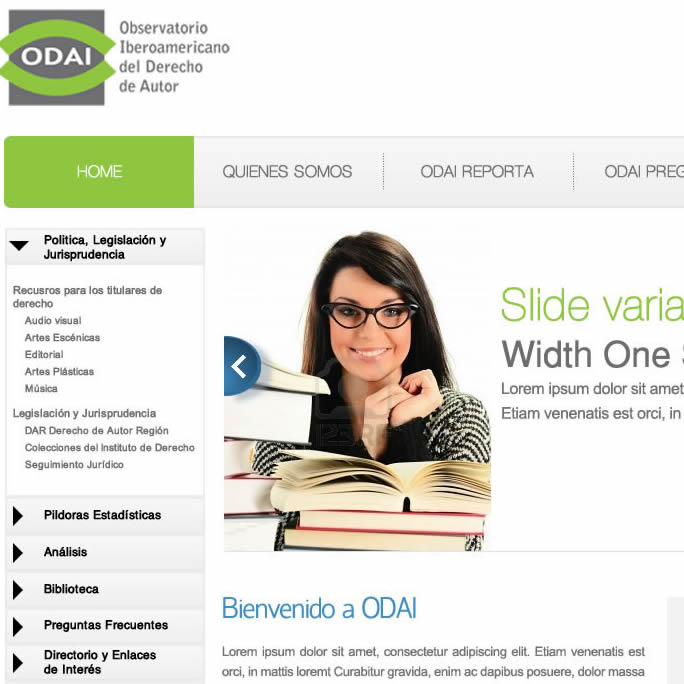 ODAI
Observatorio
Iberoamericano
del Derecho
de Autor
HOME
QUIENES SOMOS
ODAI REPORTA
ODAI PREG
Politica, Legislación y
Jurisprudencia
Recusros para los titulares de
derecho
Audio visual
Artes Escénicas
Editorial
Artes Plásticas
Música
Legislación y Jurisprudencia
DAR Derecho de Autor Región
Colecciones del Instituto de Derecho
Seguimiento Jurídico
Pildoras Estadísticas
Análisis
Biblioteca
Preguntas Frecuentes
Directorio y Enlaces
de Interés
Slide varia
Width One S
Lorem ipsum dolor sit amet
Etiam venenatis est orci, in
123RF
Bienvenido a ODAI
Lorem ipsum dolor sit amet, consectetur adipiscing elit. Etiam venenatis est
orci, in mattis loremt Curabitur gravida, enim ac dapibus posuere, dolor massa